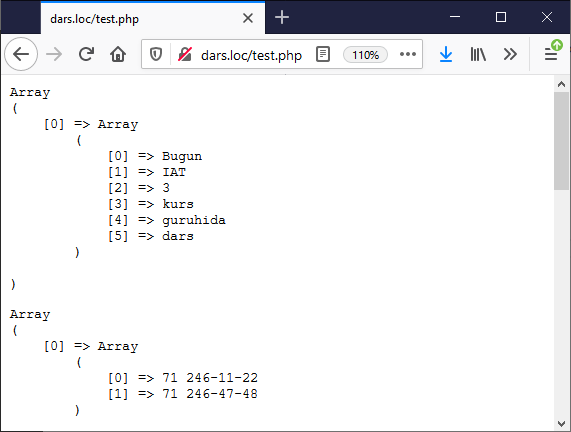 dars.loc/test.php
dars.loc/test.php 110%
Array
(
    [0] => Array
        (
            [0] => Bugun
            [1] => IAT
            [2] => 3
            [3] => kurs
            [4] => guruhida
            [5] => dars
        )

)
Array
(
    [0] => Array
        (
            [0] => 71 246-11-22
            [1] => 71 246-47-48
        )